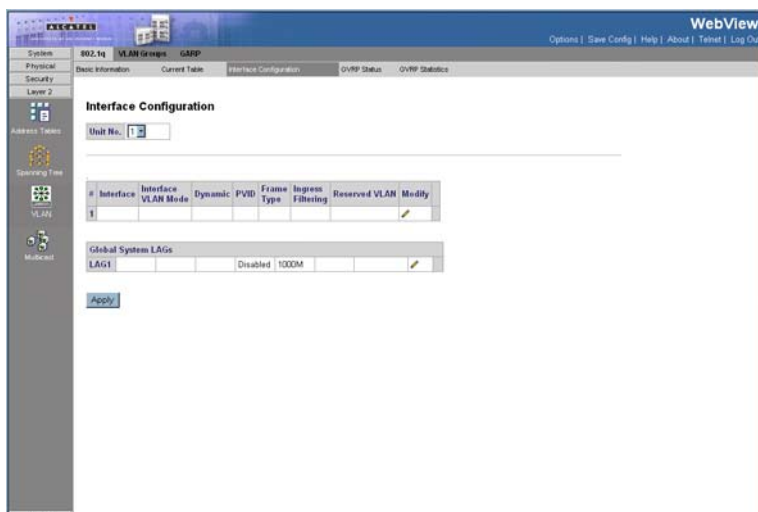 ALCATEL
WebView
Options | Save Config | Help | About | Telnet | Log Ou
System
Physical
Security
Layer 2
Address Tables
Spanning Tree
VLAN
Multicast
802.1q VLAN Groups GARP
Basic Information Current Table Interface Configuration GVRP Status GVRP Statistics
Interface Configuration
Unit No. 1
# Interface Interface VLAN Mode Dynamic PVID Frame Type Ingress Filtering Reserved VLAN Modify
1
Global System LAGs
LAG1 Disabled 1000M
Apply